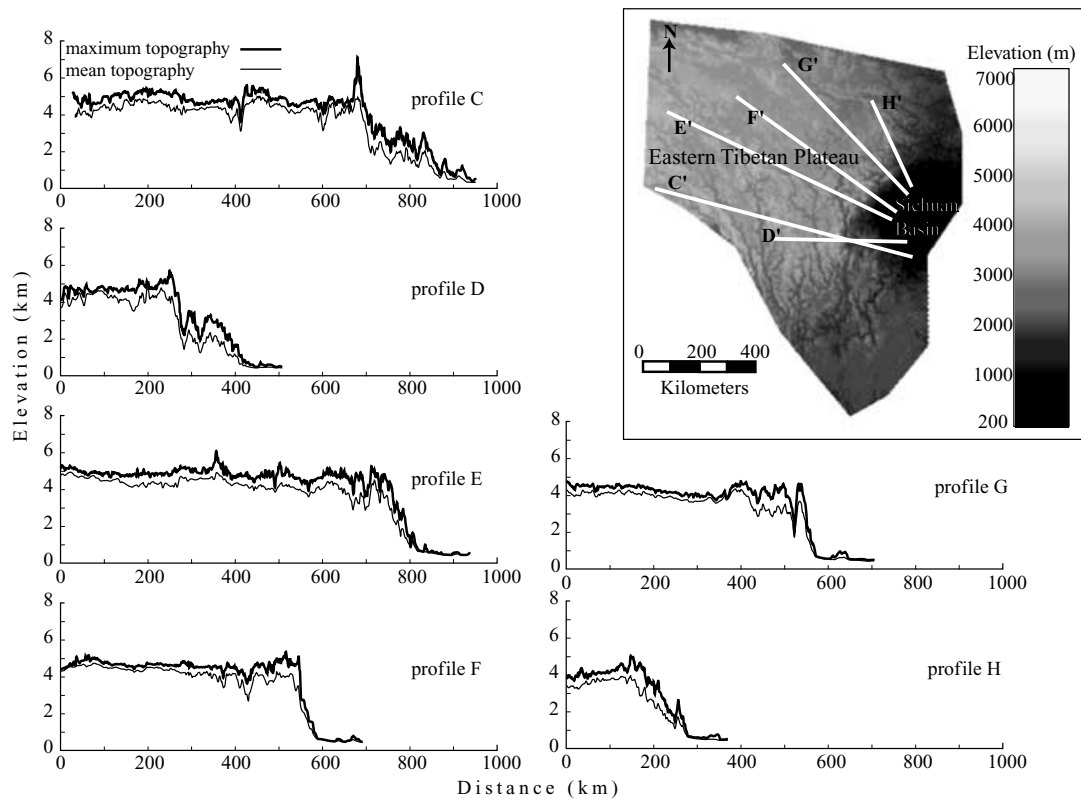 maximum topography
mean topography
profile C
8
6
4
2
0
0 200 400 600 800 1000
profile D
8
6
4
2
0
0 200 400 600 800 1000
profile E
8
6
4
2
0
0 200 400 600 800 1000
profile F
8
6
4
2
0
0 200 400 600 800 1000
Elevation (km)
N
G'
H'
F'
E'
Eastern Tibetan Plateau
C'
D'
Sichuan
Basin
0 200 400
Kilometers
Elevation (m)
7000
6000
5000
4000
3000
2000
1000
200
profile G
8
6
4
2
0
0 200 400 600 800 1000
profile H
8
6
4
2
0
0 200 400 600 800 1000
Distance (km)